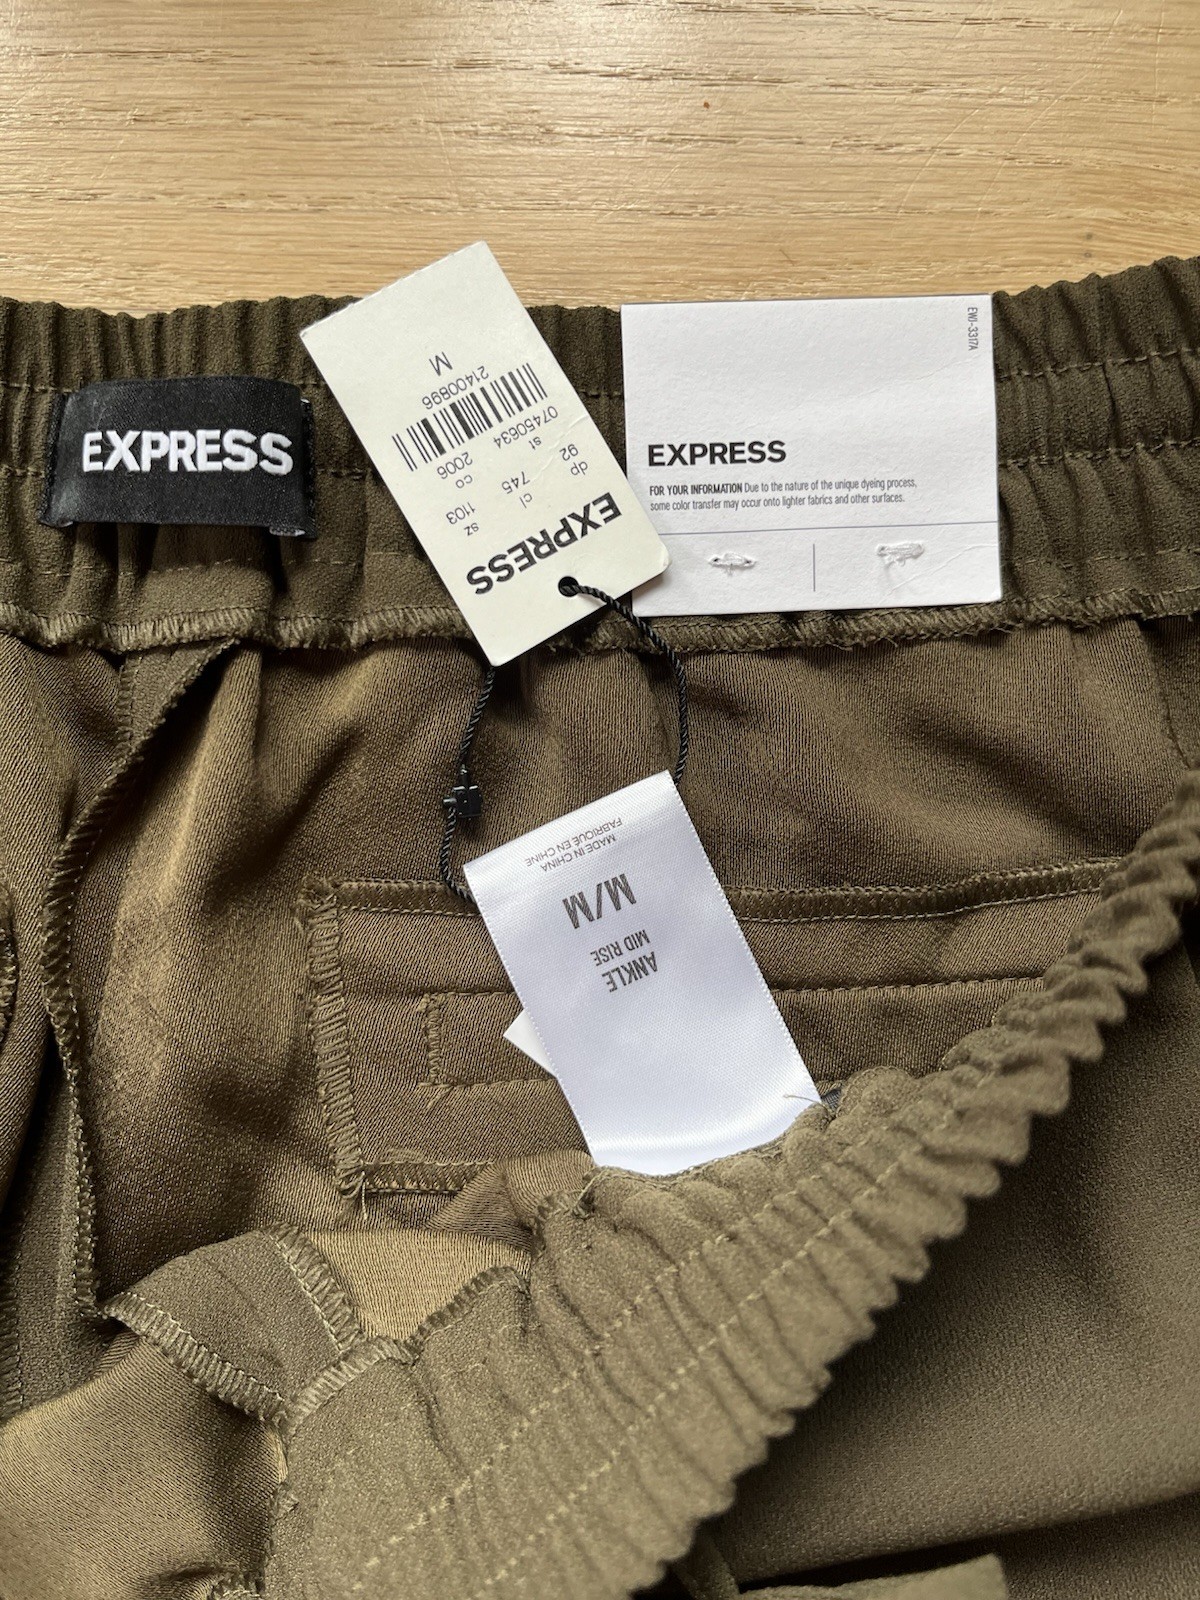 EXPRESS
EXPRESS
dp cl sz
92 745 1103
st co
07450634 2006
21400896
M
EWJ-3317A
EXPRESS
FOR YOUR INFORMATION Due to the nature of the unique dyeing process,
some color transfer may occur onto lighter fabrics and other surfaces.
ANKLE
MID RISE
M/M
MADE IN CHINA
FABRIQUÉ EN CHINE